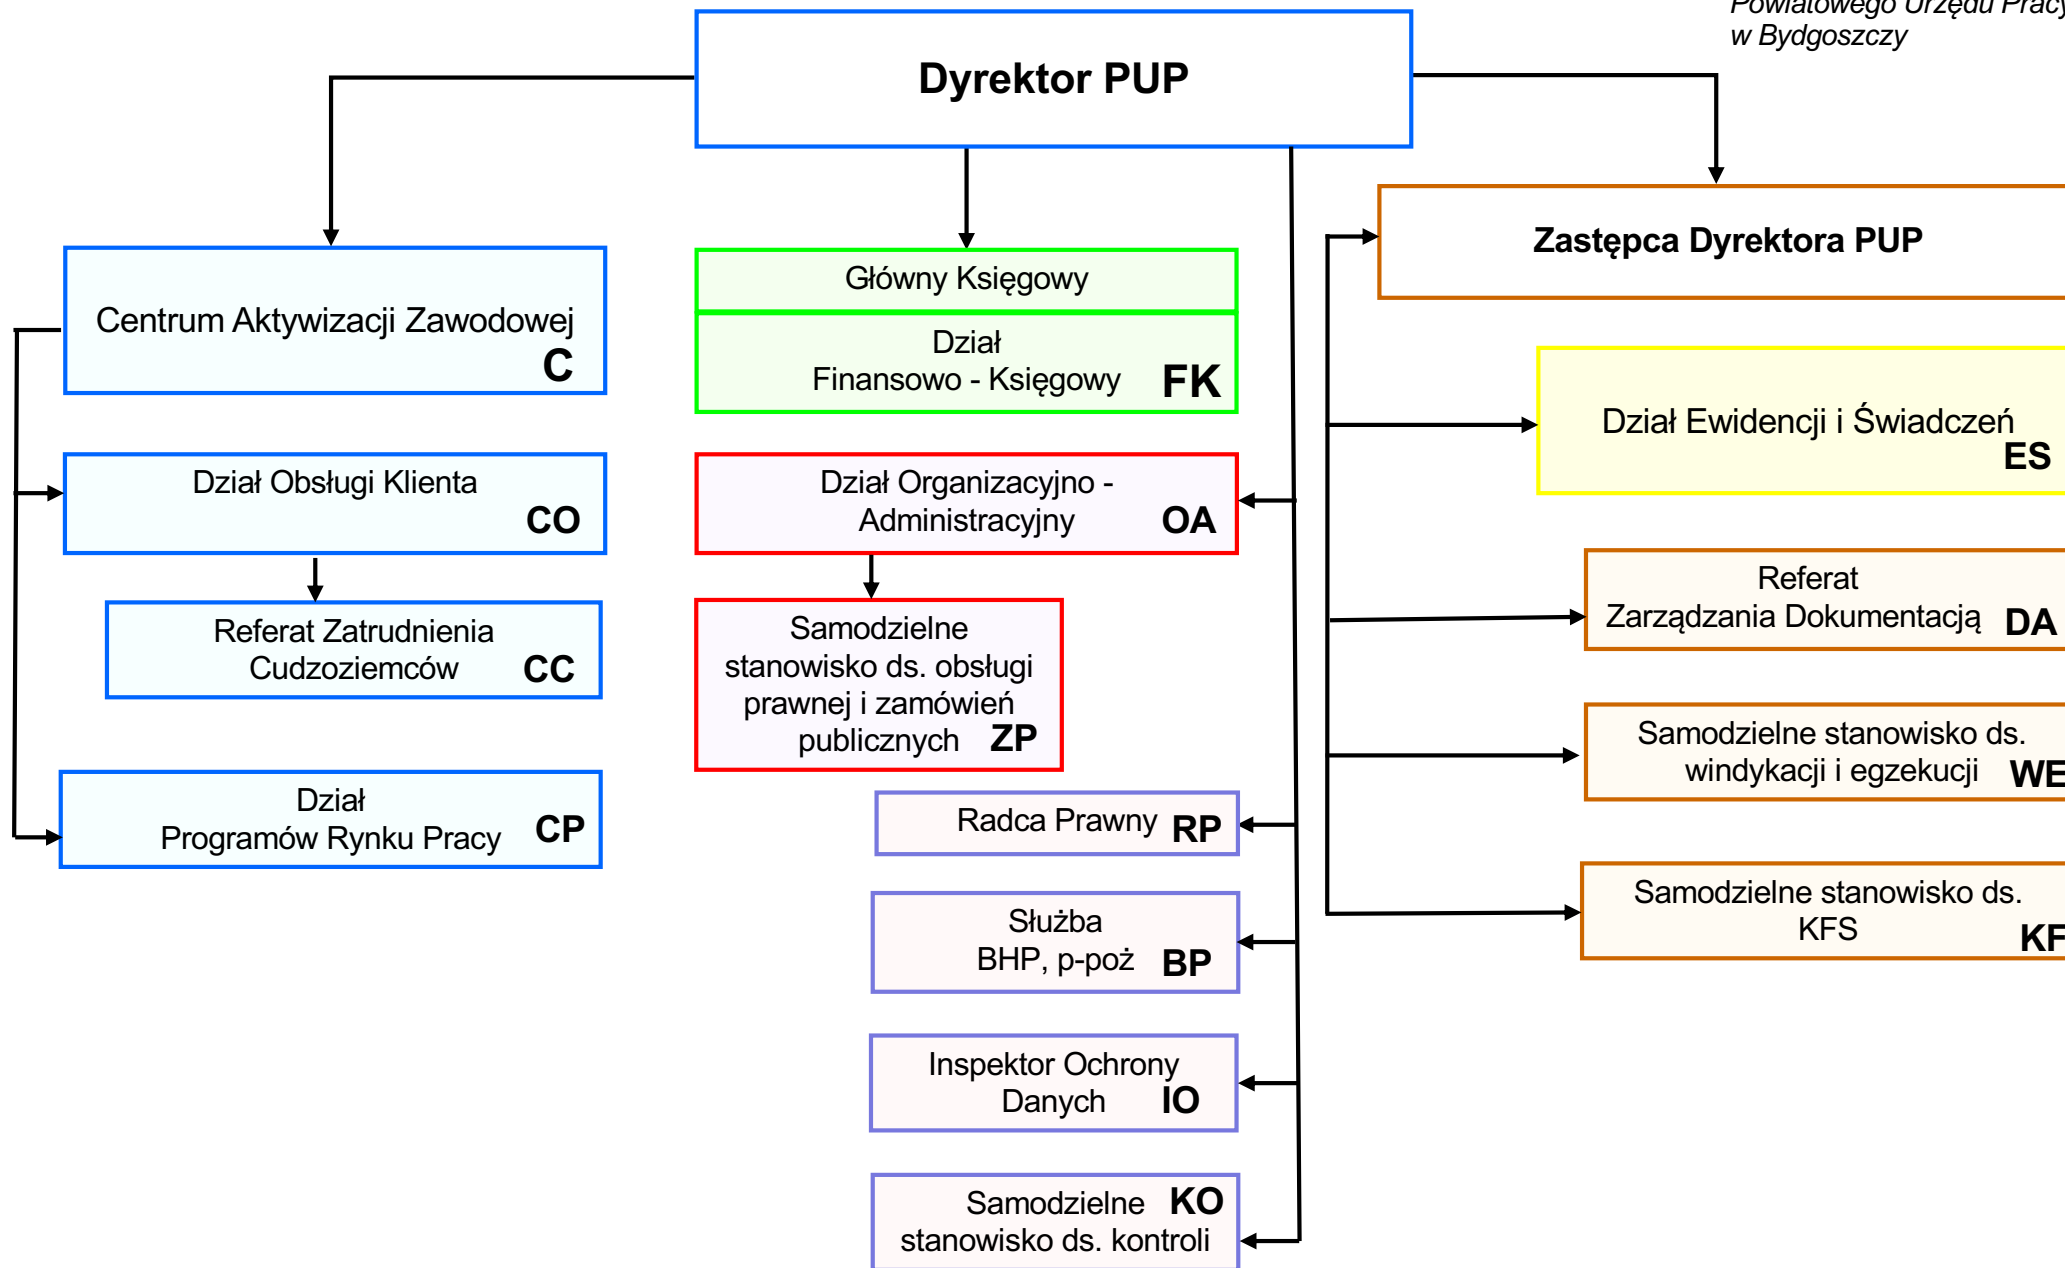 Powiatowego Urzędu Pracy
w Bydgoszczy
Dyrektor PUP
Zastępca Dyrektora PUP
Centrum Aktywizacji Zawodowej
C
Dział Obsługi Klienta
CO
Referat Zatrudnienia
Cudzoziemców CC
Dział
Programów Rynku Pracy CP
Główny Księgowy
Dział
Finansowo - Księgowy FK
Dział Organizacyjno -
Administracyjny OA
Samodzielne
stanowisko ds. obsługi
prawnej i zamówień
publicznych ZP
Radca Prawny RP
Służba
BHP, p-poż BP
Inspektor Ochrony
Danych IO
Samodzielne KO
stanowisko ds. kontroli
Dział Ewidencji i Świadczeń
ES
Referat
Zarządzania Dokumentacją DA
Samodzielne stanowisko ds.
windykacji i egzekucji WE
Samodzielne stanowisko ds.
KFS KF